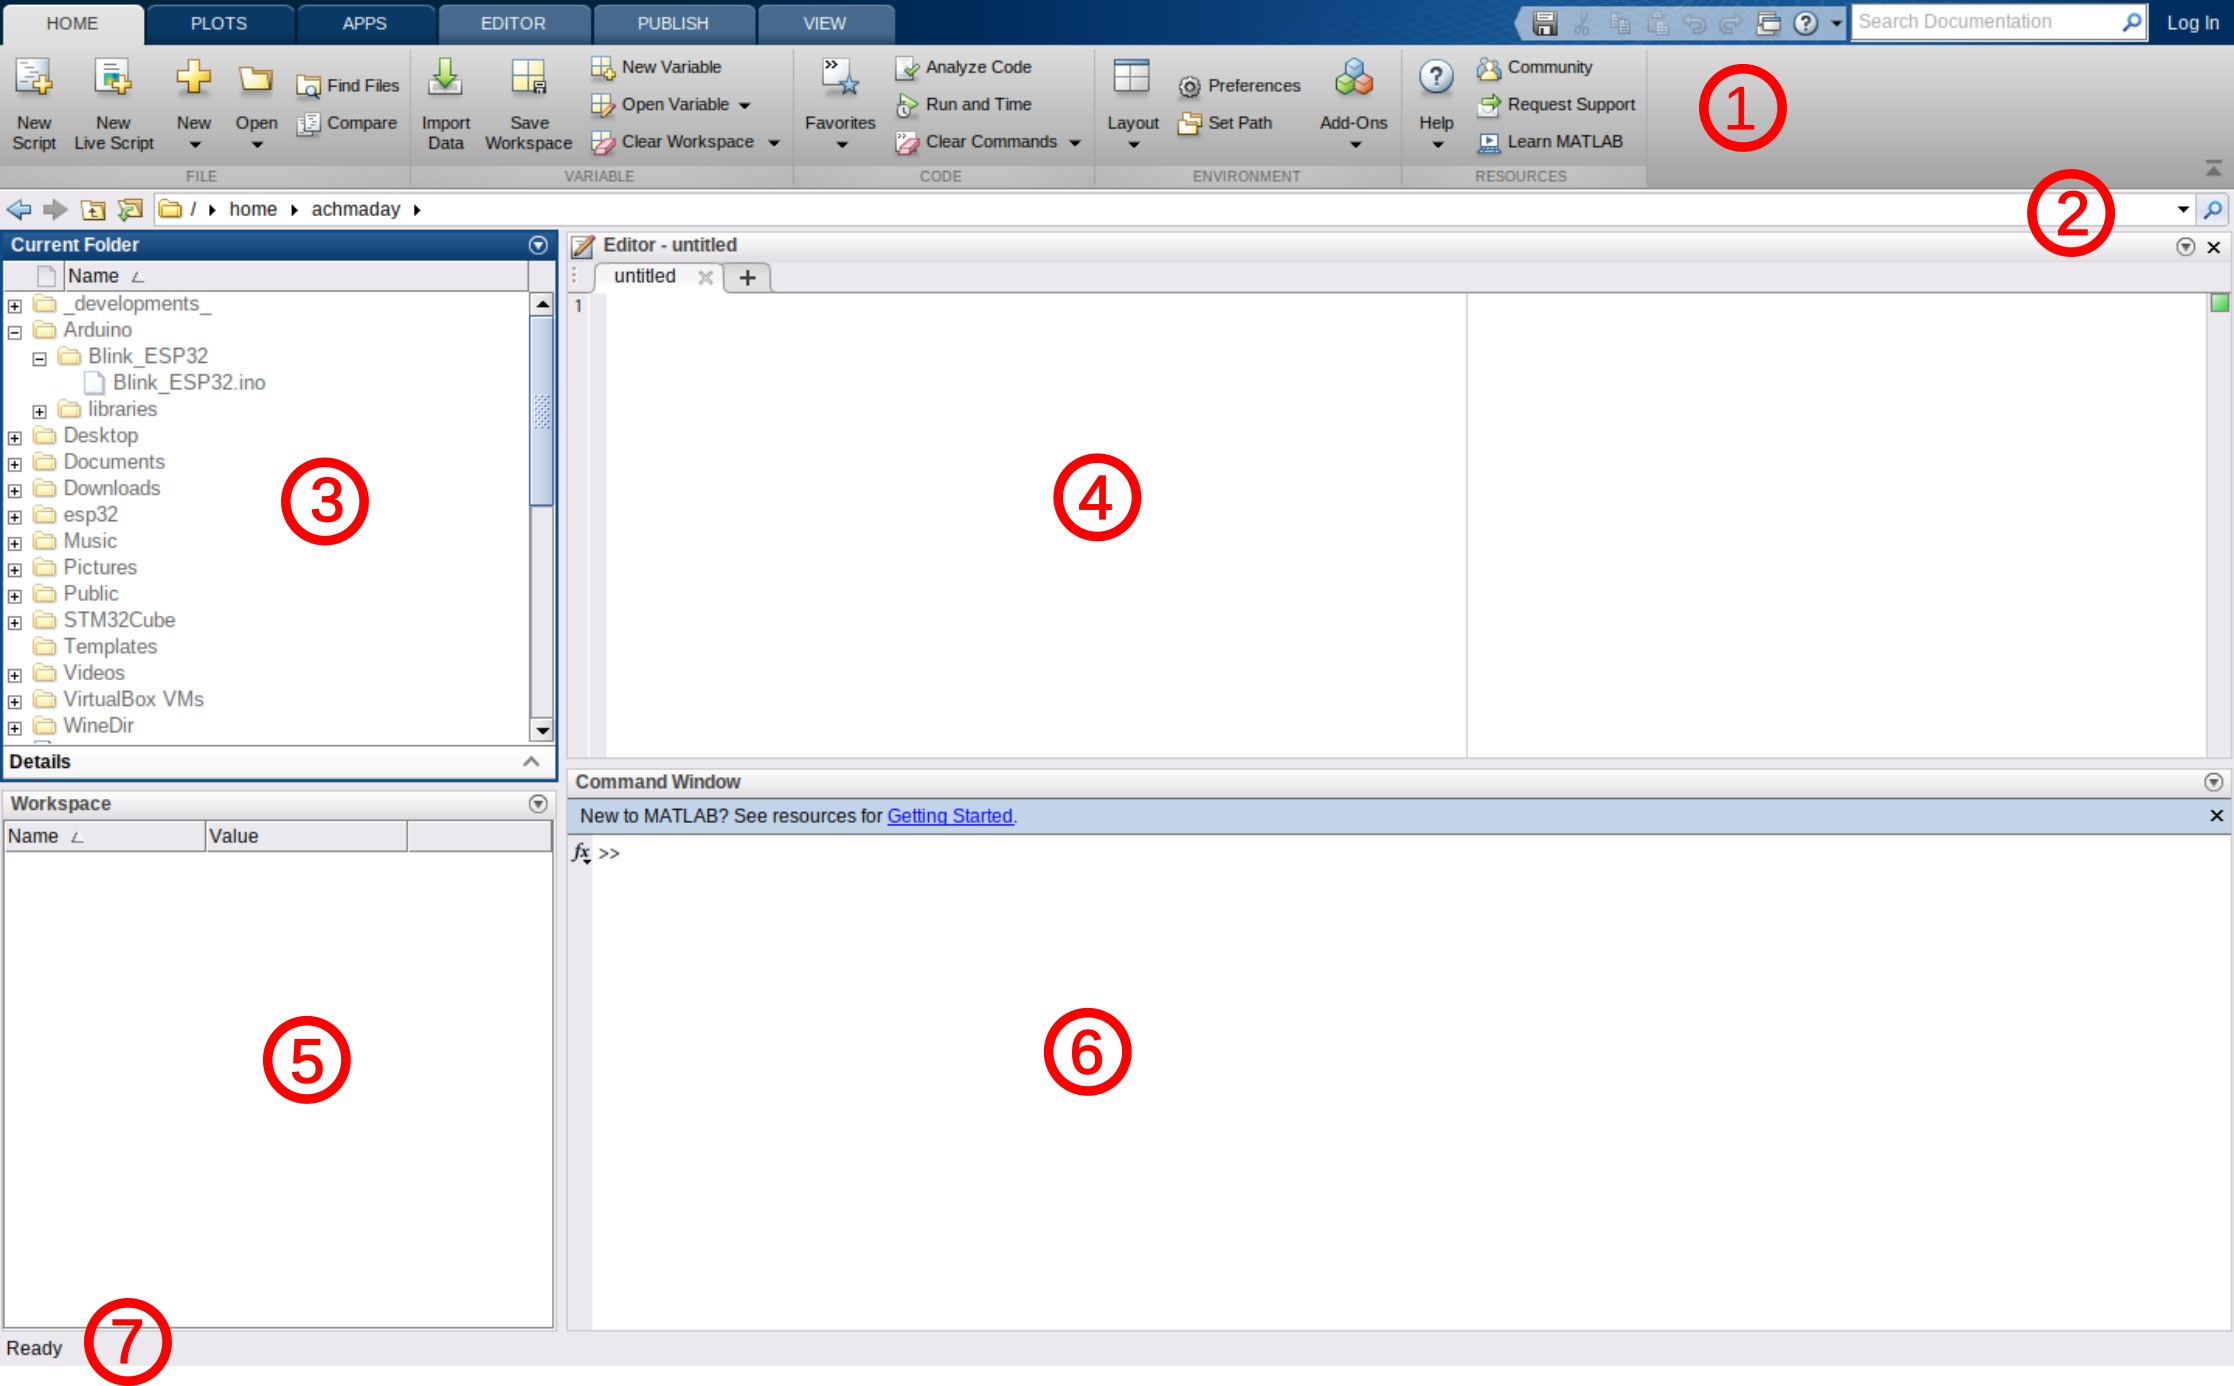 HOME PLOTS APPS EDITOR PUBLISH VIEW Search Documentation Log In
New Script
New Live Script
New
Open
Find Files
Compare
FILE
Import Data
Save Workspace
New Variable
Open Variable
Clear Workspace
VARIABLE
Favorites
Analyze Code
Run and Time
Clear Commands
CODE
Layout
Preferences
Set Path
Add-Ons
ENVIRONMENT
Help
Community
Request Support
Learn MATLAB
RESOURCES
1
/ home achmaday
2
Current Folder
Name
_developments_
Arduino
Blink_ESP32
Blink_ESP32.ino
libraries
Desktop
Documents
Downloads
esp32
Music
Pictures
Public
STM32Cube
Templates
Videos
VirtualBox VMs
WineDir
3
Details
Editor - untitled
untitled +
1
4
Workspace
Name Value
5
Command Window
New to MATLAB? See resources for Getting Started.
fx >>
6
Ready
7